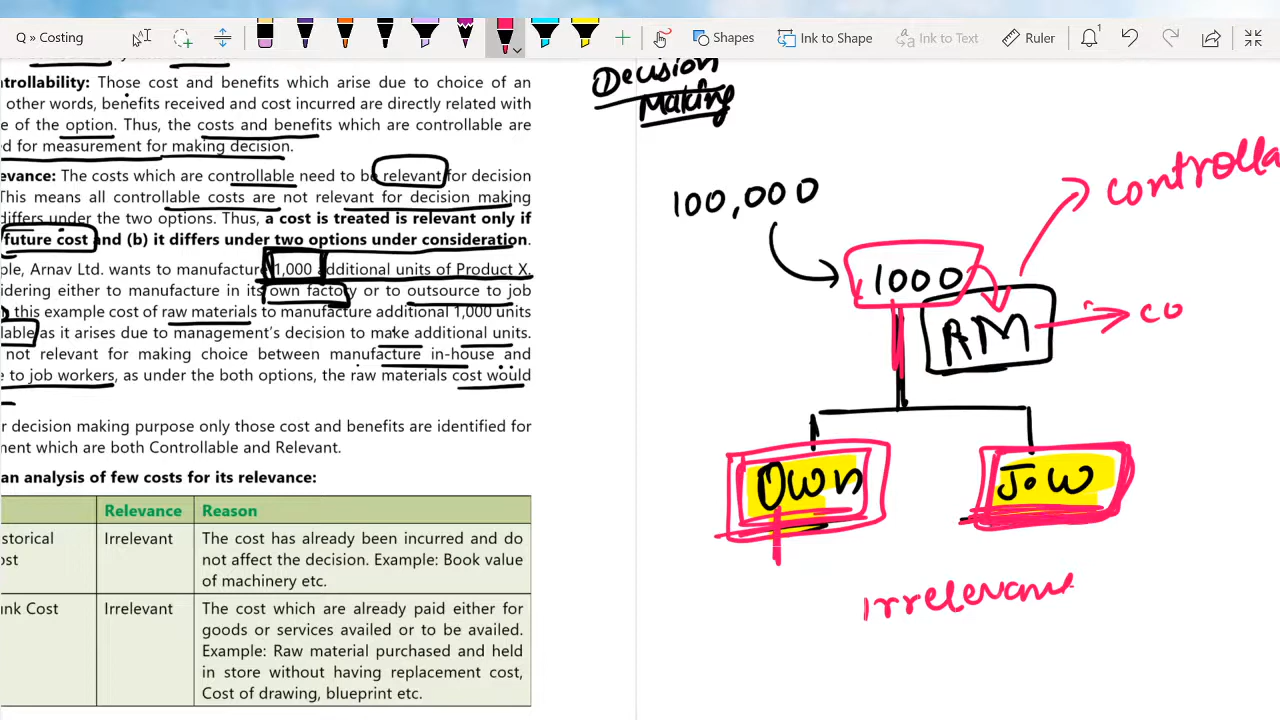 Q » Costing
Shapes
Ink to Shape
Ink to Text
Ruler
ntrollability: Those cost and benefits which arise due to choice of an
other words, benefits received and cost incurred are directly related with
e of the option. Thus, the costs and benefits which are controllable are
ed for measurement for making decision.
evance: The costs which are controllable need to be relevant for decision
This means all controllable costs are not relevant for decision making
differs under the two options. Thus, a cost is treated is relevant only if
future cost and (b) it differs under two options under consideration.
ple, Arnav Ltd. wants to manufacture 1,000 additional units of Product X.
idering either to manufacture in its own factory or to outsource to job
this example cost of raw materials to manufacture additional 1,000 units
lable as it arises due to management's decision to make additional units.
not relevant for making choice between manufacture in-house and
e to job workers, as under the both options, the raw materials cost would
r decision making purpose only those cost and benefits are identified for
ment which are both Controllable and Relevant.
an analysis of few costs for its relevance:
Relevance Reason
storical Irrelevant The cost has already been incurred and do
ost not affect the decision. Example: Book value
of machinery etc.
unk Cost Irrelevant The cost which are already paid either for
goods or services availed or to be availed.
Example: Raw material purchased and held
in store without having replacement cost,
Cost of drawing, blueprint etc.
Decision
Making
100,000
controlla
1000
RM
co
Own
J.W
irrelevant